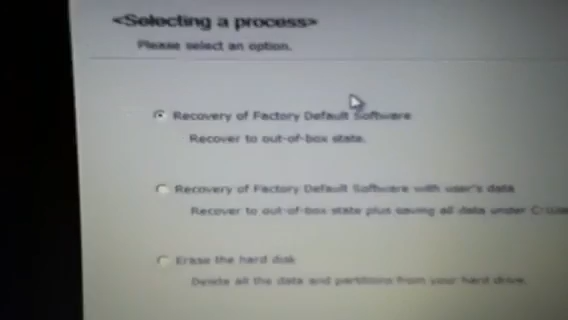 <Selecting a process>
Please select an option.
Recovery of Factory Default Software
Recover to out-of-box state.
Recovery of Factory Default Software with user's data
Recover to out-of-box state plus saving all data under C:\
Erase the hard disk
Delete all the data and partitions from your hard drive.